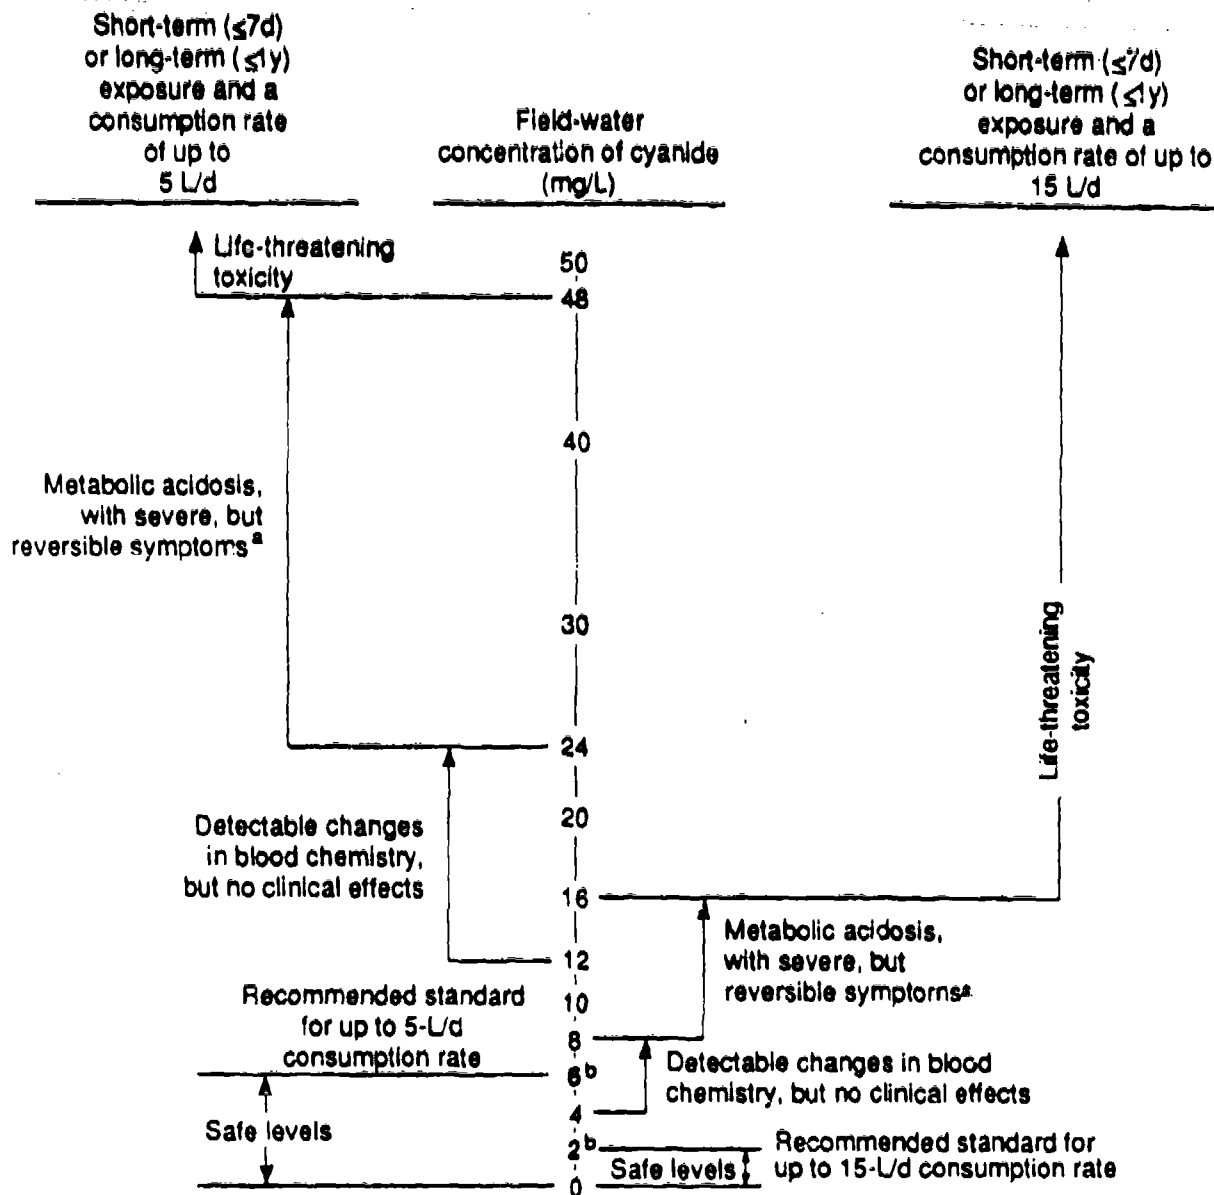 Short-term (≤7d)
or long-term (≤1y)
exposure and a
consumption rate
of up to
5 L/d
Field-water
concentration of cyanide
(mg/L)
Short-term (≤7d)
or long-term (≤1y)
exposure and a
consumption rate of up to
15 L/d
Life-threatening
toxicity
50
48
40
30
24
20
16
12
10
8
6ᵇ
4
2ᵇ
0
Metabolic acidosis,
with severe, but
reversible symptomsᵃ
Detectable changes
in blood chemistry,
but no clinical effects
Recommended standard
for up to 5-L/d
consumption rate
Safe levels
Life-threatening
toxicity
Metabolic acidosis,
with severe, but
reversible symptomsᵃ
Detectable changes in blood
chemistry, but no clinical effects
Recommended standard for
up to 15-L/d consumption rate
Safe levels